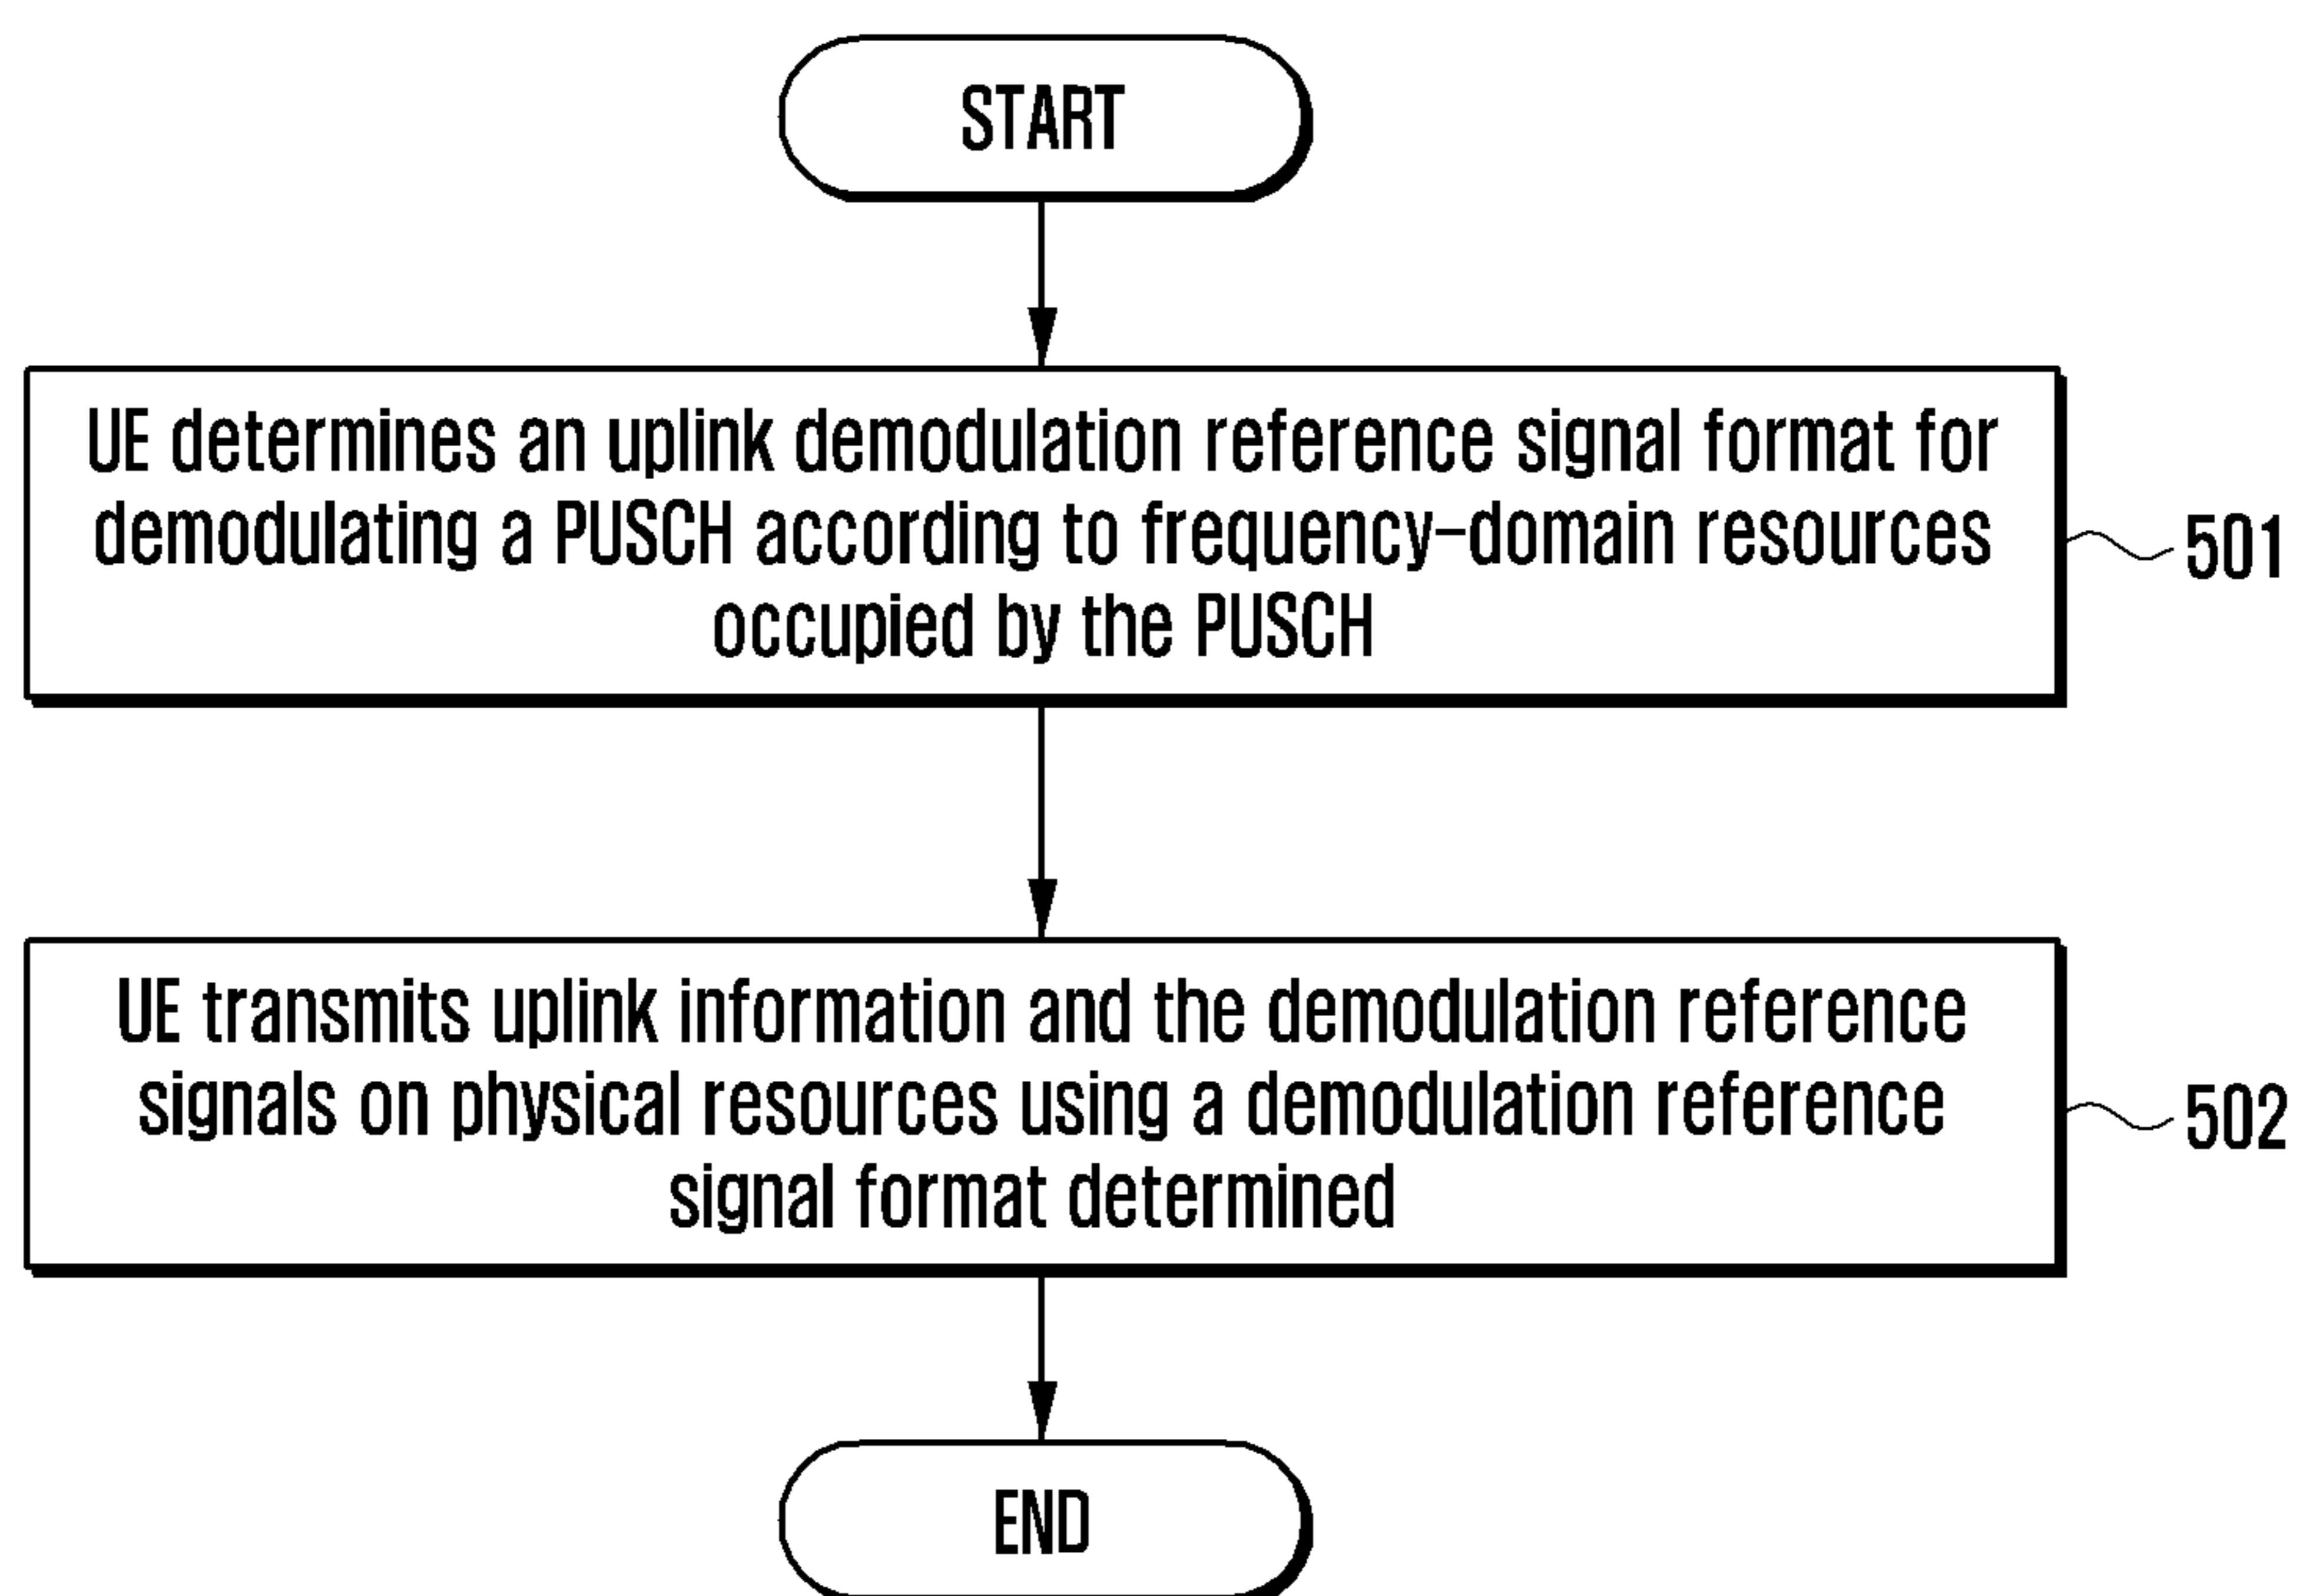 START
UE determines an uplink demodulation reference signal format for
demodulating a PUSCH according to frequency-domain resources
occupied by the PUSCH
501
UE transmits uplink information and the demodulation reference
signals on physical resources using a demodulation reference
signal format determined
502
END